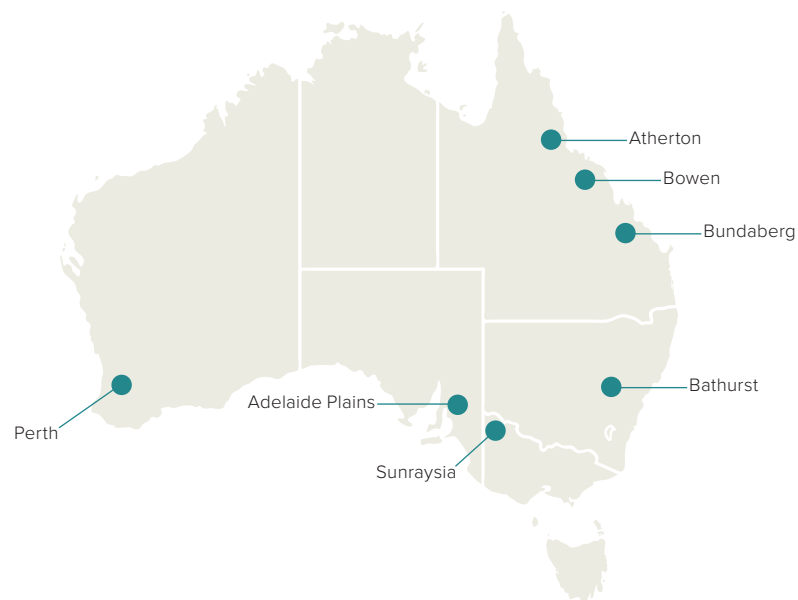 Atherton
Bowen
Bundaberg
Bathurst
Adelaide Plains
Perth
Sunraysia